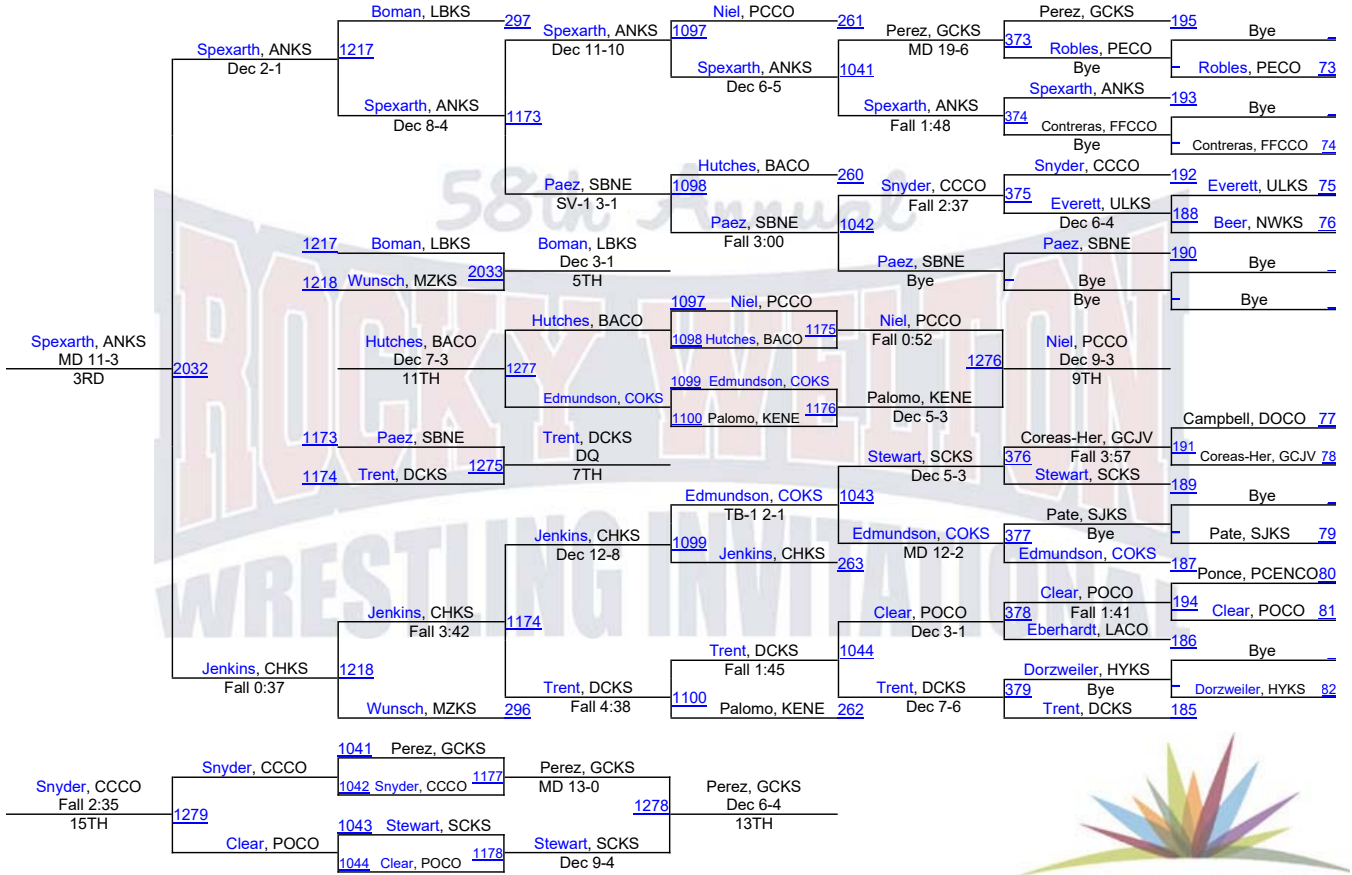 Boman, LBKS
297
Niel, PCCO
261
Perez, GCKS
195
Bye
Spexarth, ANKS
1217
Spexarth, ANKS
1097
Perez, GCKS
373
Robles, PECO
Dec 2-1
Dec 11-10
MD 19-6
Bye
Robles, PECO 73
Spexarth, ANKS
Dec 6-5
1041
Spexarth, ANKS
193
Bye
Spexarth, ANKS
Dec 8-4
1173
Spexarth, ANKS
Fall 1:48
374
Contreras, FFCCO
Bye
Contreras, FFCCO 74
Hutches, BACO
260
Snyder, CCCO
192
Everett, ULKS 75
58th Annual
Paez, SBNE
SV-1 3-1
1098
Snyder, CCCO
Fall 2:37
375
Everett, ULKS
Dec 6-4
188
Beer, NWKS 76
Paez, SBNE
Fall 3:00
1042
Paez, SBNE
190
Bye
1217 Boman, LBKS
1218 Wunsch, MZKS
2033
Boman, LBKS
Dec 3-1
5TH
Paez, SBNE
Bye
Bye
Bye
Bye
Spexarth, ANKS
MD 11-3
3RD
2032
Hutches, BACO
Dec 7-3
11TH
1277
Hutches, BACO
Edmundson, COKS
1097 Niel, PCCO
1098 Hutches, BACO
1175
Niel, PCCO
Fall 0:52
1099 Edmundson, COKS
1100 Palomo, KENE
1176
Palomo, KENE
Dec 5-3
1276
Niel, PCCO
Dec 9-3
9TH
ROCKY WELTON
WRESTLING INVITATIONAL
1173 Paez, SBNE
1174 Trent, DCKS
1275
Trent, DCKS
DQ
7TH
Campbell, DOCO 77
Coreas-Her, GCJV
Fall 3:57
191
Coreas-Her, GCJV 78
Stewart, SCKS
Dec 5-3
376
Stewart, SCKS
189
Bye
Edmundson, COKS
TB-1 2-1
1043
Pate, SJKS
Bye
Pate, SJKS 79
Jenkins, CHKS
Dec 12-8
1099
Jenkins, CHKS
263
Edmundson, COKS
MD 12-2
377
Edmundson, COKS
187
Ponce, PCENCO 80
Jenkins, CHKS
Fall 3:42
1174
Clear, POCO
Dec 3-1
378
Clear, POCO
Fall 1:41
194
Clear, POCO 81
Eberhardt, LACO
186
Jenkins, CHKS
Fall 0:37
1218
Trent, DCKS
Fall 1:45
1044
Bye
Trent, DCKS
Fall 4:38
1100
Trent, DCKS
Dec 7-6
379
Dorzweiler, HYKS
Bye
Dorzweiler, HYKS 82
Wunsch, MZKS
296
Palomo, KENE
262
Trent, DCKS
185
Snyder, CCCO
Fall 2:35
15TH
1279
Snyder, CCCO
Clear, POCO
1041 Perez, GCKS
1042 Snyder, CCCO
1177
Perez, GCKS
MD 13-0
1043 Stewart, SCKS
1044 Clear, POCO
1178
Stewart, SCKS
Dec 9-4
1278
Perez, GCKS
Dec 6-4
13TH